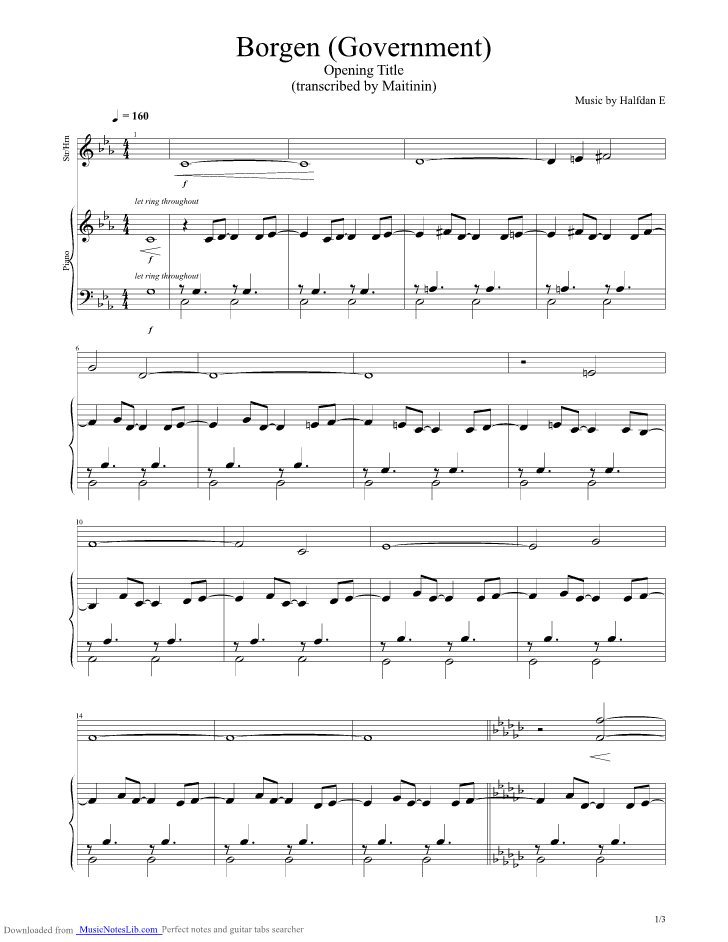 Borgen (Government)
Opening Title
(transcribed by Maitinin)
Music by Halfdan E
= 160
Str/Hrn
1
let ring throughout
f
Piano
f
let ring throughout
f
6
10
14
1/3
Downloaded from MusicNotesLib.com Perfect notes and guitar tabs searcher